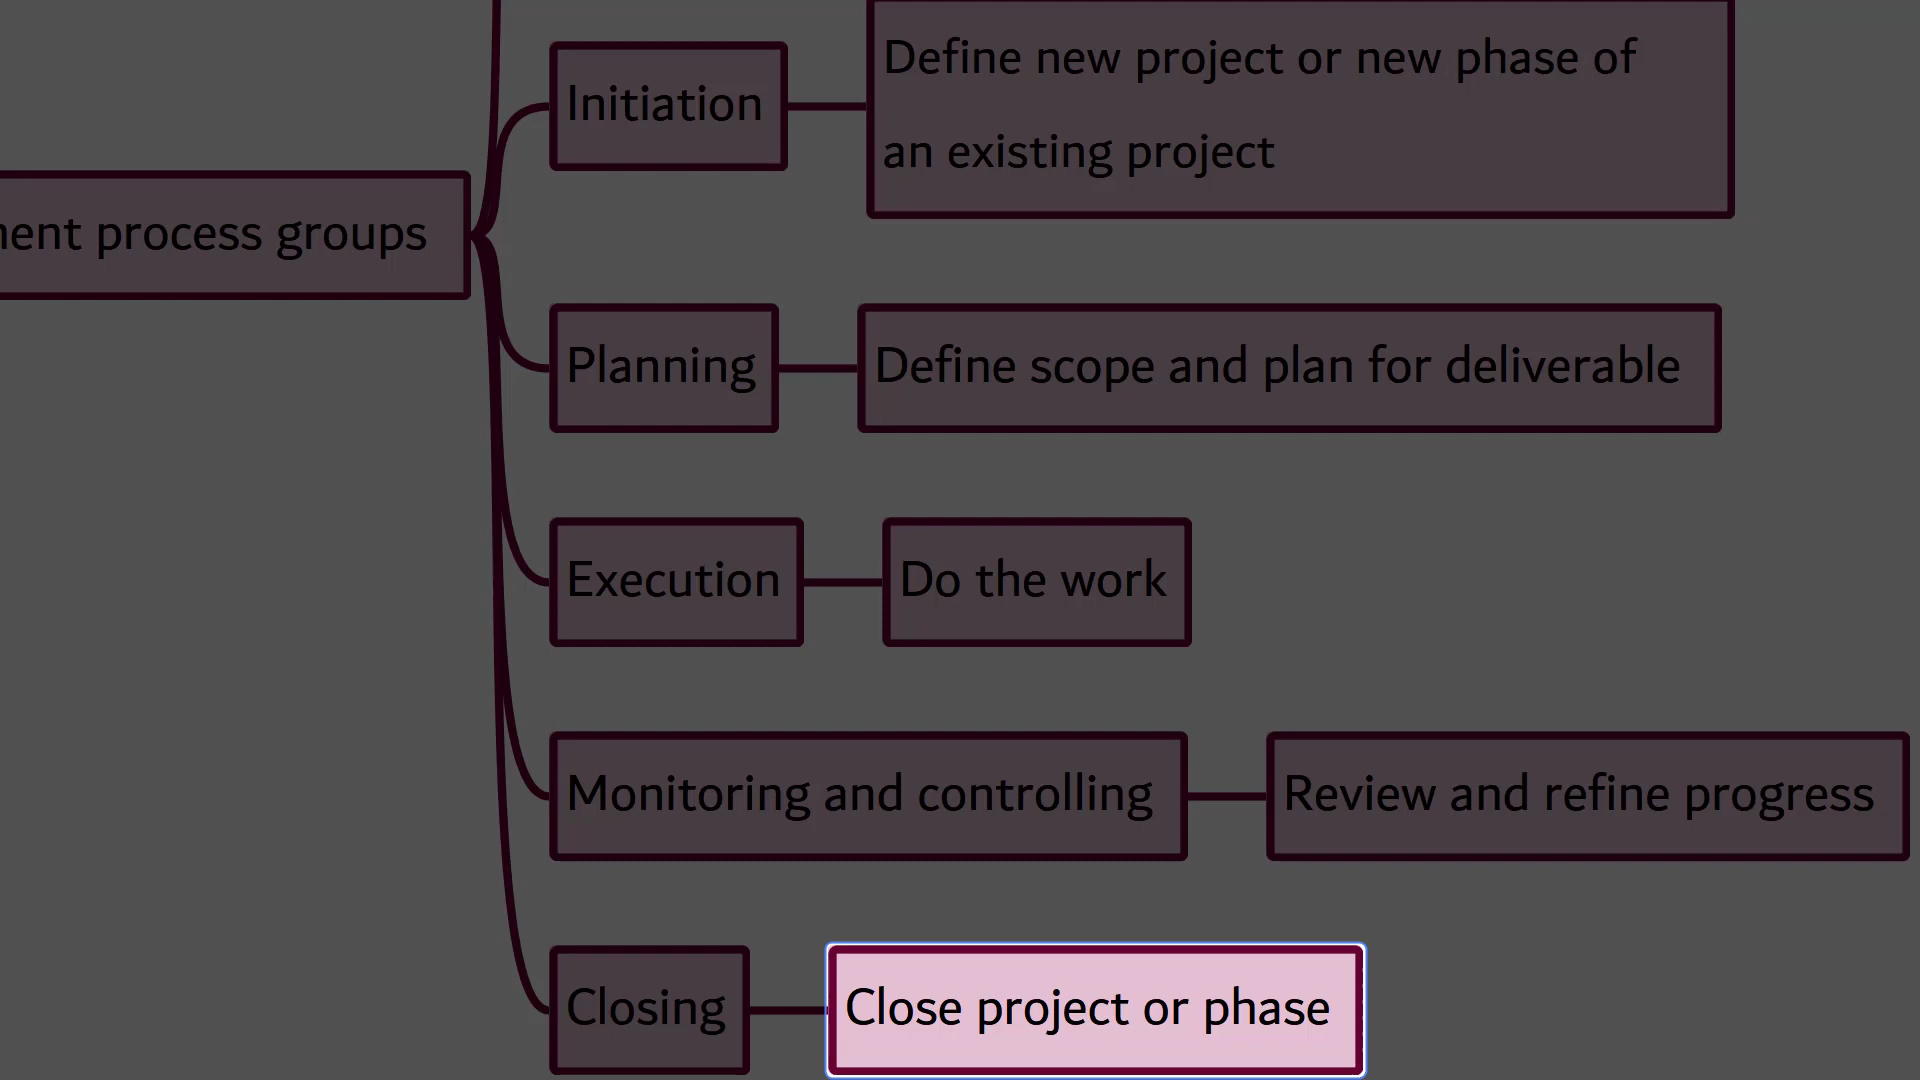 Initiation
Define new project or new phase of
an existing project
process groups
Planning
Define scope and plan for deliverable
Execution
Do the work
Monitoring and controlling
Review and refine progress
Closing
Close project or phase